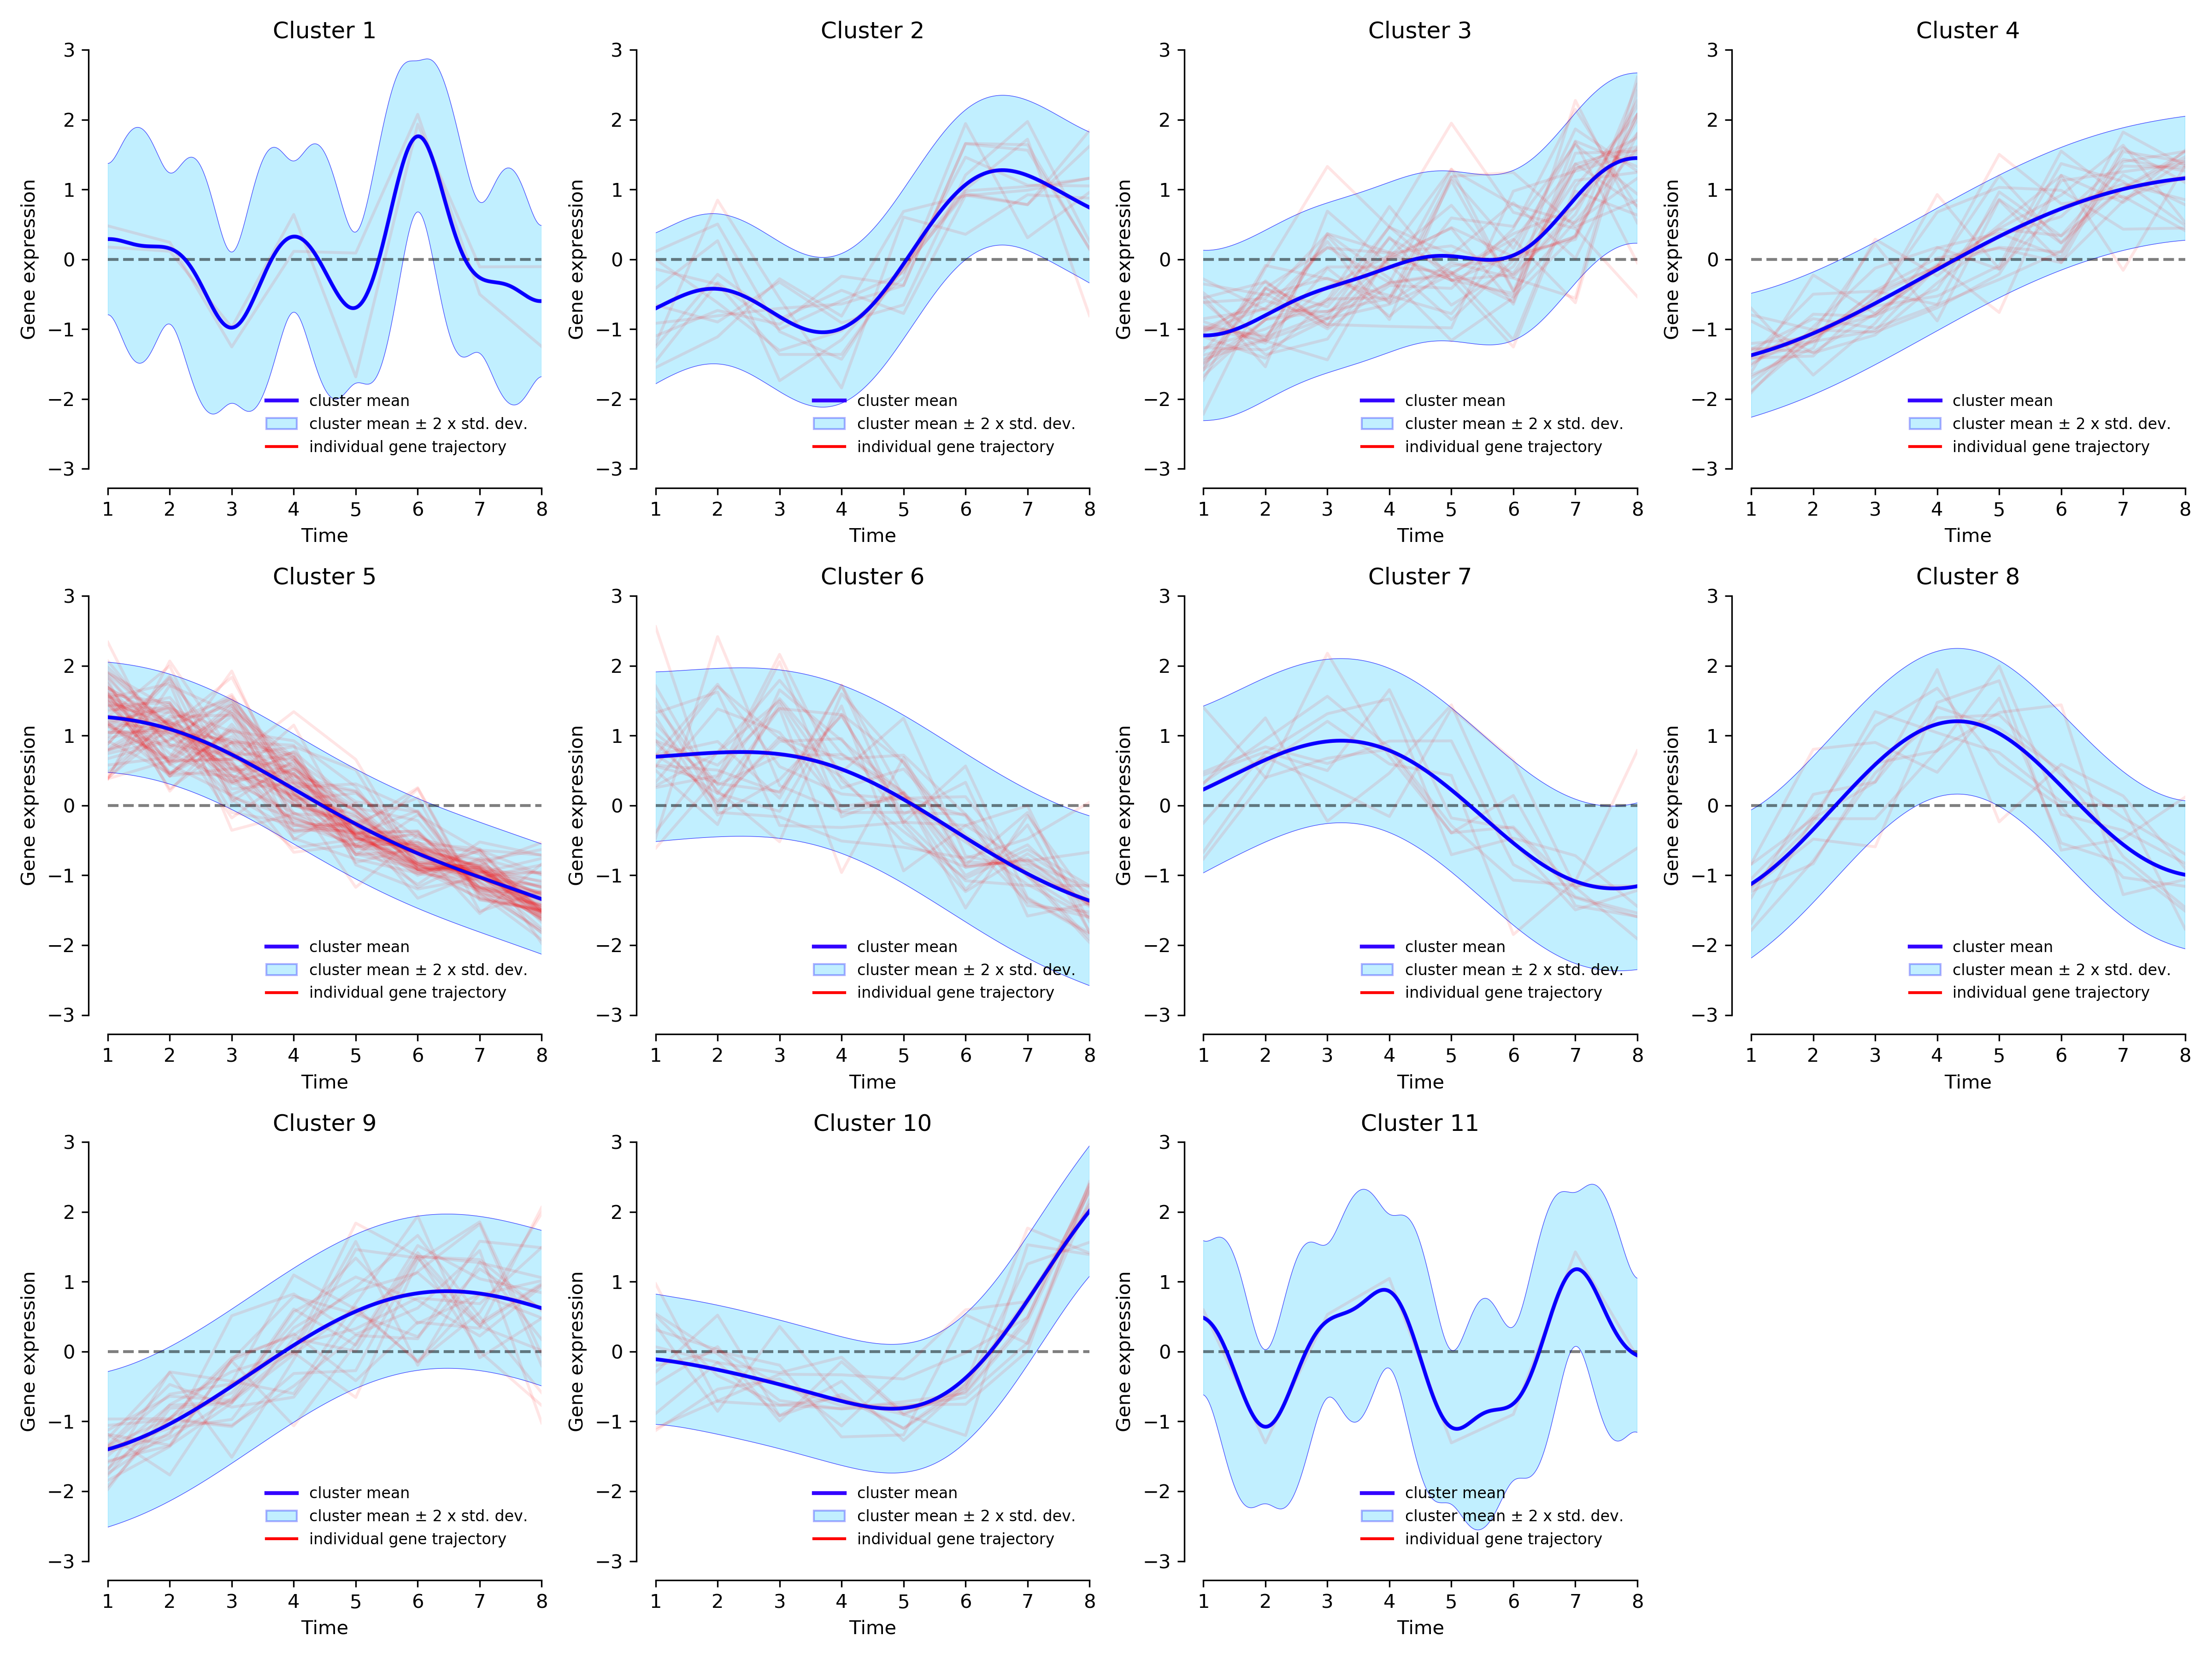 Cluster 1
Gene expression
3
2
1
0
−1
−2
−3
cluster mean
cluster mean ± 2 x std. dev.
individual gene trajectory
1 2 3 4 5 6 7 8
Time
Cluster 2
Gene expression
3
2
1
0
−1
−2
−3
cluster mean
cluster mean ± 2 x std. dev.
individual gene trajectory
1 2 3 4 5 6 7 8
Time
Cluster 3
Gene expression
3
2
1
0
−1
−2
−3
cluster mean
cluster mean ± 2 x std. dev.
individual gene trajectory
1 2 3 4 5 6 7 8
Time
Cluster 4
Gene expression
3
2
1
0
−1
−2
−3
cluster mean
cluster mean ± 2 x std. dev.
individual gene trajectory
1 2 3 4 5 6 7 8
Time
Cluster 5
Gene expression
3
2
1
0
−1
−2
−3
cluster mean
cluster mean ± 2 x std. dev.
individual gene trajectory
1 2 3 4 5 6 7 8
Time
Cluster 6
Gene expression
3
2
1
0
−1
−2
−3
cluster mean
cluster mean ± 2 x std. dev.
individual gene trajectory
1 2 3 4 5 6 7 8
Time
Cluster 7
Gene expression
3
2
1
0
−1
−2
−3
cluster mean
cluster mean ± 2 x std. dev.
individual gene trajectory
1 2 3 4 5 6 7 8
Time
Cluster 8
Gene expression
3
2
1
0
−1
−2
−3
cluster mean
cluster mean ± 2 x std. dev.
individual gene trajectory
1 2 3 4 5 6 7 8
Time
Cluster 9
Gene expression
3
2
1
0
−1
−2
−3
cluster mean
cluster mean ± 2 x std. dev.
individual gene trajectory
1 2 3 4 5 6 7 8
Time
Cluster 10
Gene expression
3
2
1
0
−1
−2
−3
cluster mean
cluster mean ± 2 x std. dev.
individual gene trajectory
1 2 3 4 5 6 7 8
Time
Cluster 11
Gene expression
3
2
1
0
−1
−2
−3
cluster mean
cluster mean ± 2 x std. dev.
individual gene trajectory
1 2 3 4 5 6 7 8
Time